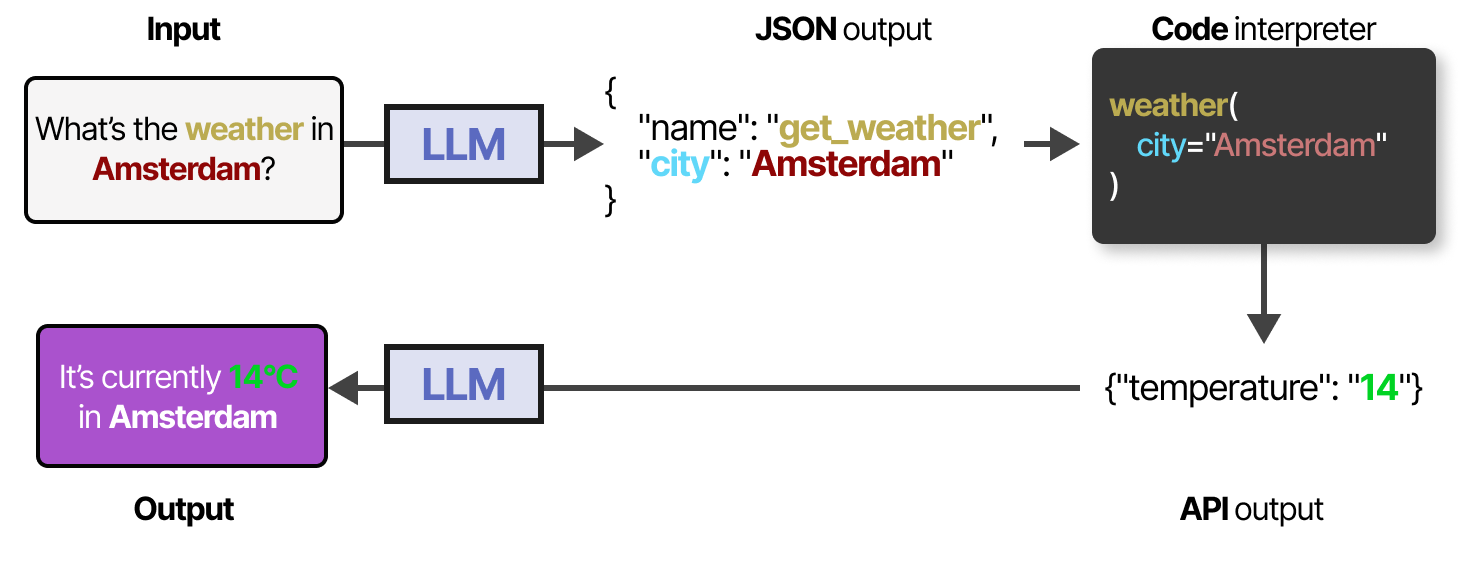 Input
JSON output
Code interpreter
What's the weather in
Amsterdam?
LLM
{
"name": "get_weather",
"city": "Amsterdam"
}
weather(
city="Amsterdam"
)
It's currently 14°C
in Amsterdam
LLM
{"temperature": "14"}
Output
API output